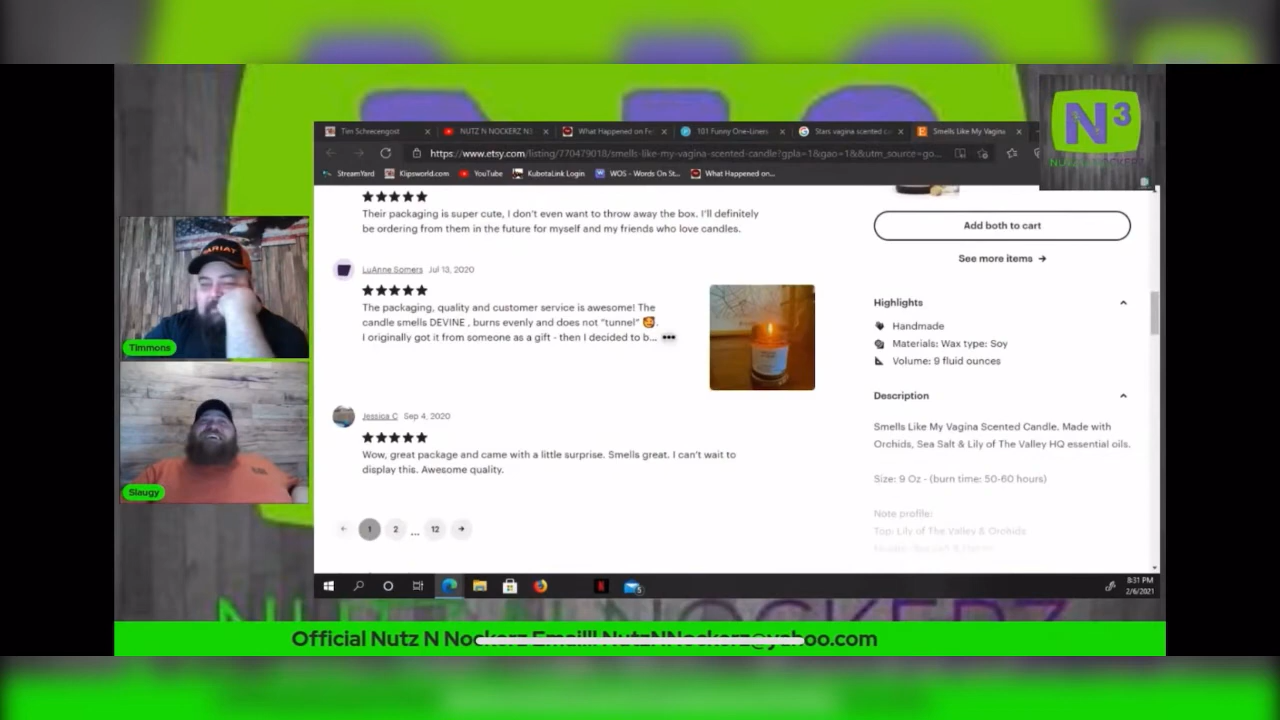 N³
Tim Schrecengost
NUTZ N NOCKERZ N3
What Happened on Fe
101 Funny One-Liners
Stars vagina scented c
Smells Like My Vagina
https://www.etsy.com/listing/770479018/smells-like-my-vagina-scented-candle?gpla=1&gao=1&&utm_source=go...
StreamYard
Klipsworld.com
YouTube
KubotaLink Login
WOS - Words On St...
What Happened on...
Their packaging is super cute, I don't even want to throw away the box. I'll definitely
be ordering from them in the future for myself and my friends who love candles.
LuAnne Somers Jul 13, 2020
The packaging, quality and customer service is awesome! The
candle smells DEVINE , burns evenly and does not "tunnel" 🥰.
I originally got it from someone as a gift - then I decided to b... •••
Jessica C Sep 4, 2020
Wow, great package and came with a little surprise. Smells great. I can't wait to
display this. Awesome quality.
← 1 2 ... 12 →
Add both to cart
See more items →
Highlights
Handmade
Materials: Wax type: Soy
Volume: 9 fluid ounces
Description
Smells Like My Vagina Scented Candle. Made with
Orchids, Sea Salt & Lily of The Valley HQ essential oils.
Size: 9 Oz - (burn time: 50-60 hours)
Note profile:
Top: Lily of The Valley & Orchids
ARIAT
Timmons
Slaugy
8:31 PM
2/6/2021
NUTZ N NOCKERZ
Official Nutz N Nockerz Email!! NutzNNockerz@yahoo.com